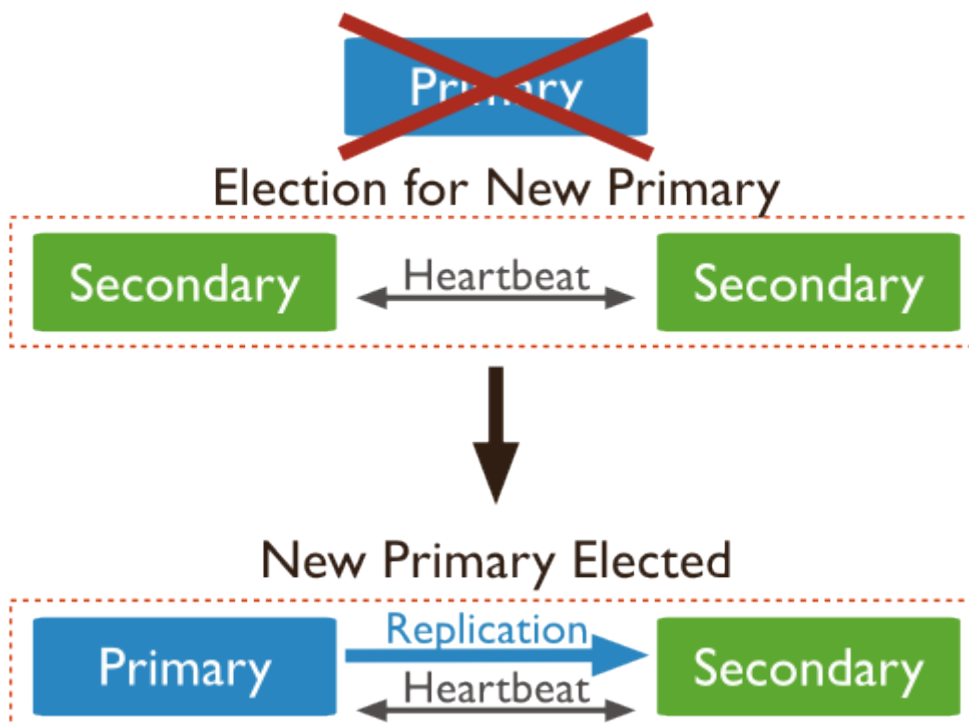 Primary
Election for New Primary
Secondary
Heartbeat
Secondary
New Primary Elected
Primary
Replication
Heartbeat
Secondary